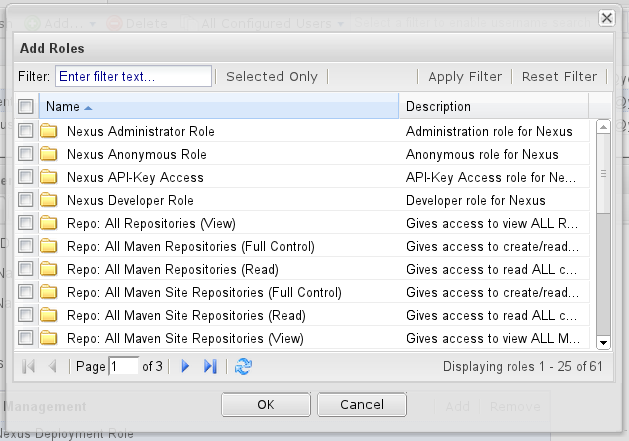 Add... Delete All Configured Users
Add Roles
Filter: Enter filter text... Selected Only Apply Filter Reset Filter
Name Description
Nexus Administrator Role Administration role for Nexus
Nexus Anonymous Role Anonymous role for Nexus
Nexus API-Key Access API-Key Access role for Ne...
Nexus Developer Role Developer role for Nexus
Repo: All Repositories (View) Gives access to view ALL R...
Repo: All Maven Repositories (Full Control) Gives access to create/read...
Repo: All Maven Repositories (Read) Gives access to read ALL c...
Repo: All Maven Site Repositories (Full Control) Gives access to create/read...
Repo: All Maven Site Repositories (Read) Gives access to read ALL c...
Repo: All Maven Site Repositories (View) Gives access to view ALL M...
Page 1 of 3 Displaying roles 1 - 25 of 61
OK Cancel
Management Add Remove
Nexus Deployment Role